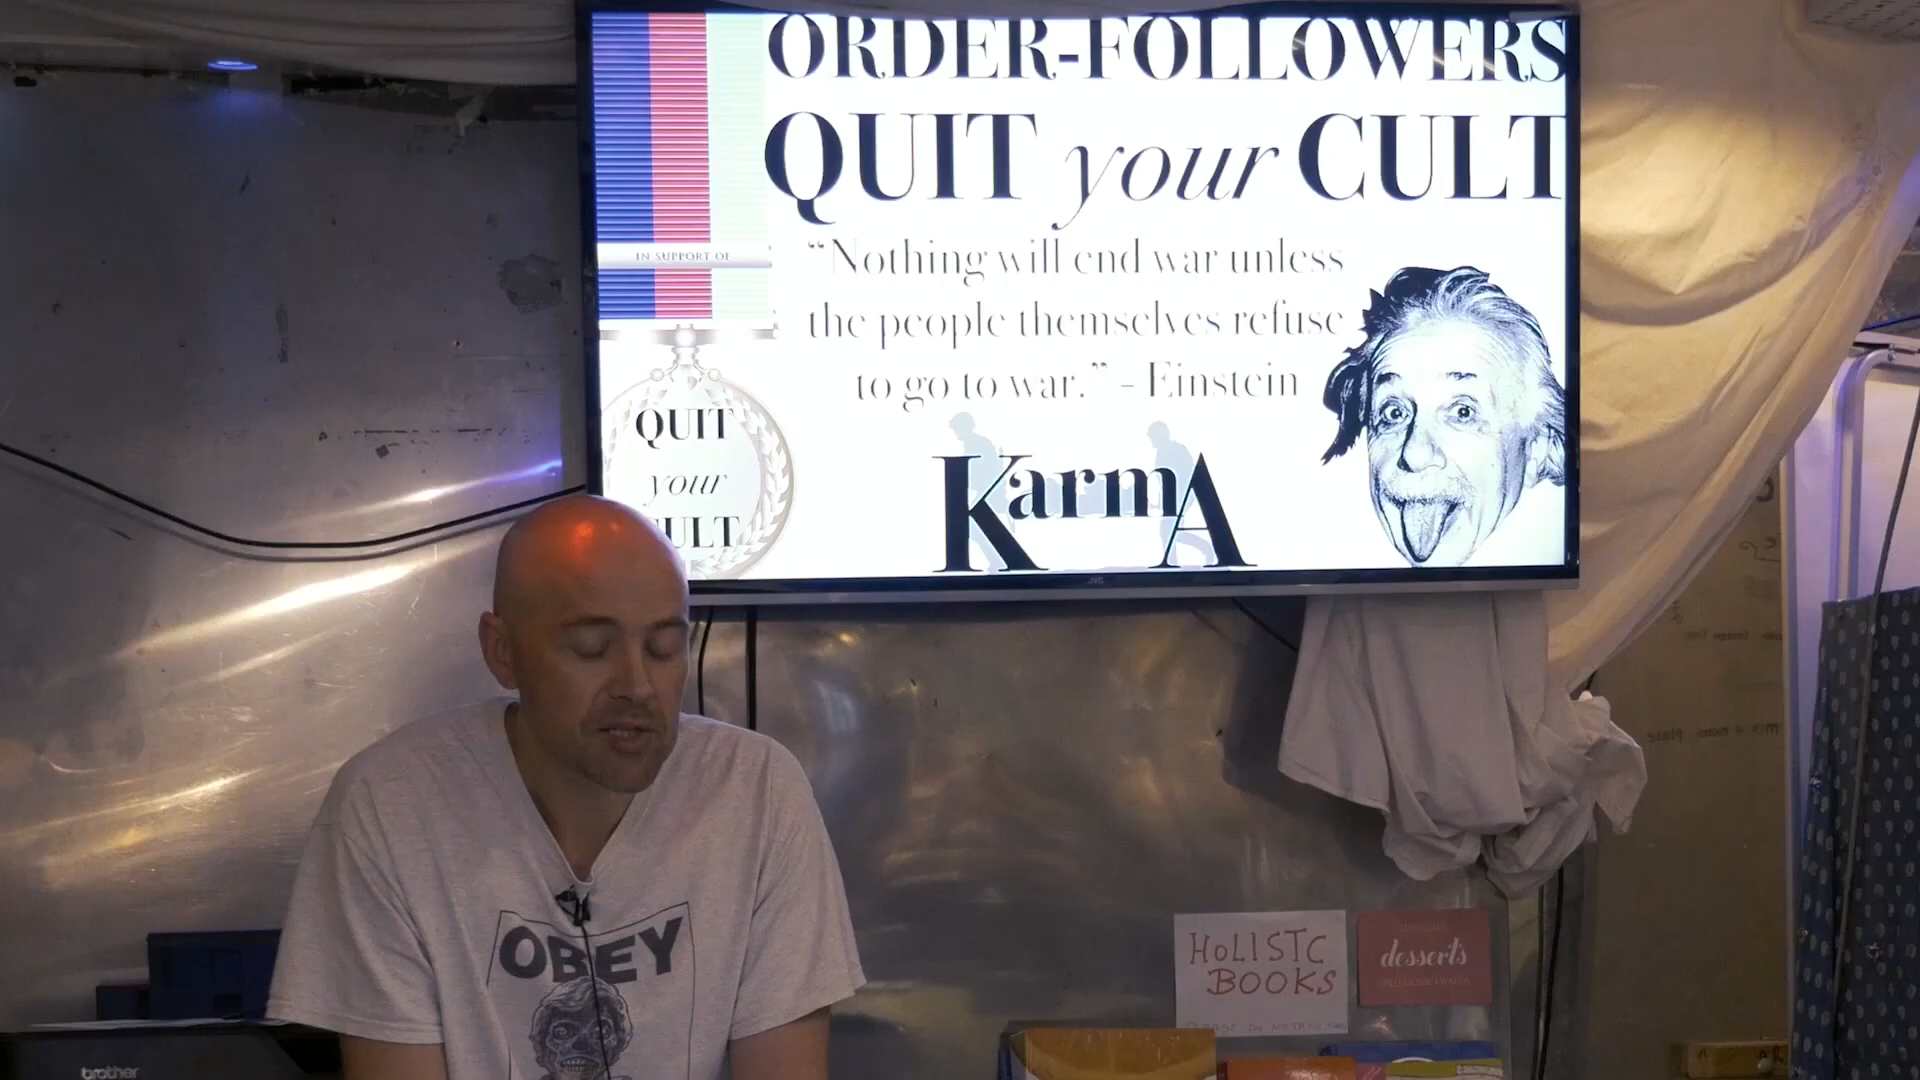 ORDER-FOLLOWERS
QUIT your CULT
IN SUPPORT OF
“Nothing will end war unless
the people themselves refuse
to go to war.” - Einstein
QUIT
your
ULT
KarmA
JVC
OBEY
HOLISTC
BOOKS
desserts
brother